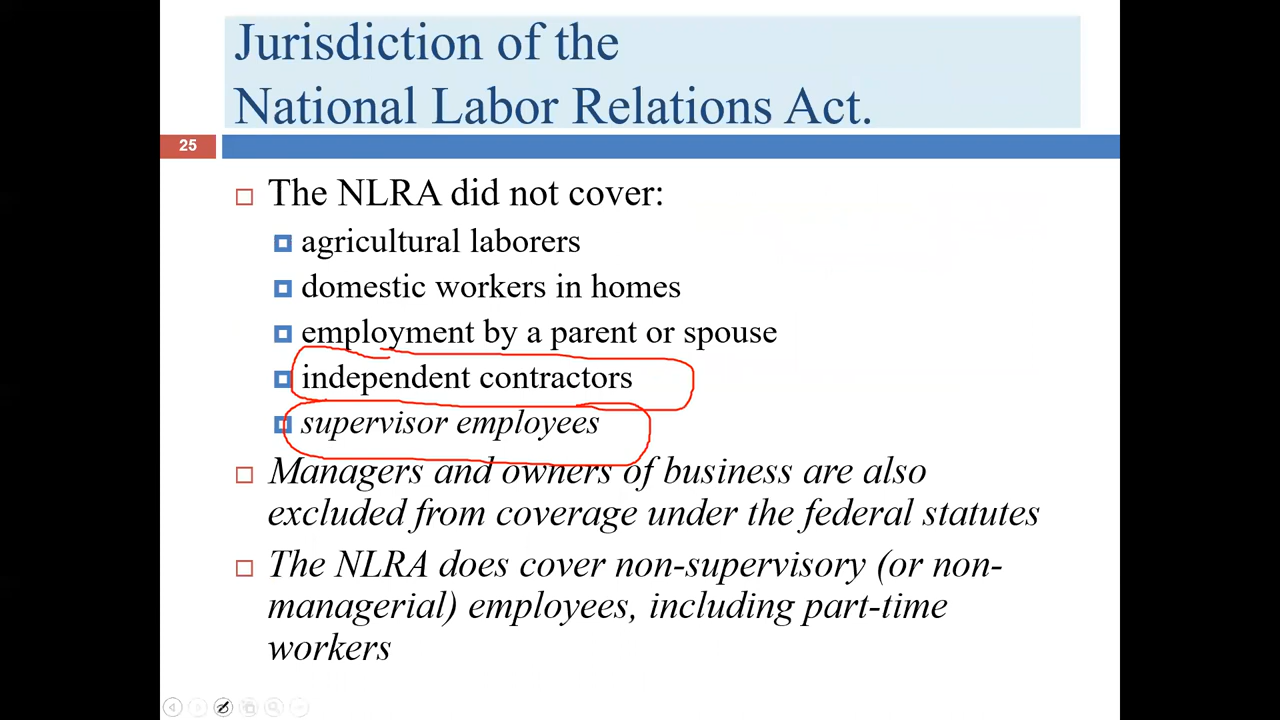 Jurisdiction of the
National Labor Relations Act.
25
The NLRA did not cover:
agricultural laborers
domestic workers in homes
employment by a parent or spouse
independent contractors
supervisor employees
Managers and owners of business are also
excluded from coverage under the federal statutes
The NLRA does cover non-supervisory (or non-
managerial) employees, including part-time
workers